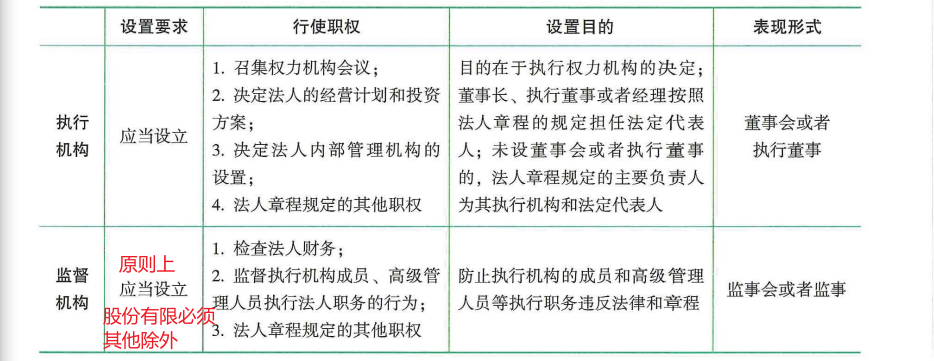 设置要求
行使职权
设置目的
表现形式
执行
机构
应当设立
1. 召集权力机构会议；
2. 决定法人的经营计划和投资
方案；
3. 决定法人内部管理机构的
设置；
4. 法人章程规定的其他职权
目的在于执行权力机构的决定；
董事长、执行董事或者经理按照
法人章程的规定担任法定代表
人；未设董事会或者执行董事
的，法人章程规定的主要负责人
为其执行机构和法定代表人
董事会或者
执行董事
监督
机构
原则上
应当设立
股份有限必须
其他除外
1. 检查法人财务；
2. 监督执行机构成员、高级管
理人员执行法人职务的行为；
3. 法人章程规定的其他职权
防止执行机构的成员和高级管理
人员等执行职务违反法律和章程
监事会或者监事